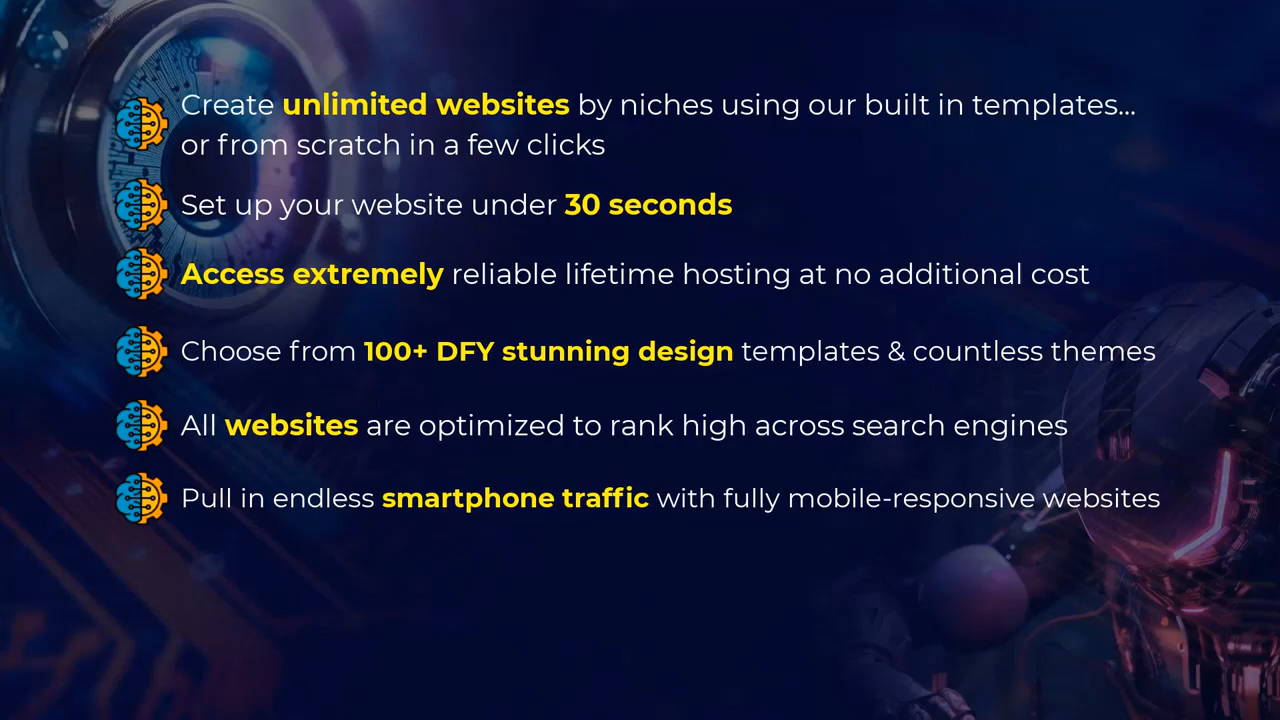 Create unlimited websites by niches using our built in templates...
or from scratch in a few clicks
Set up your website under 30 seconds
Access extremely reliable lifetime hosting at no additional cost
Choose from 100+ DFY stunning design templates & countless themes
All websites are optimized to rank high across search engines
Pull in endless smartphone traffic with fully mobile-responsive websites